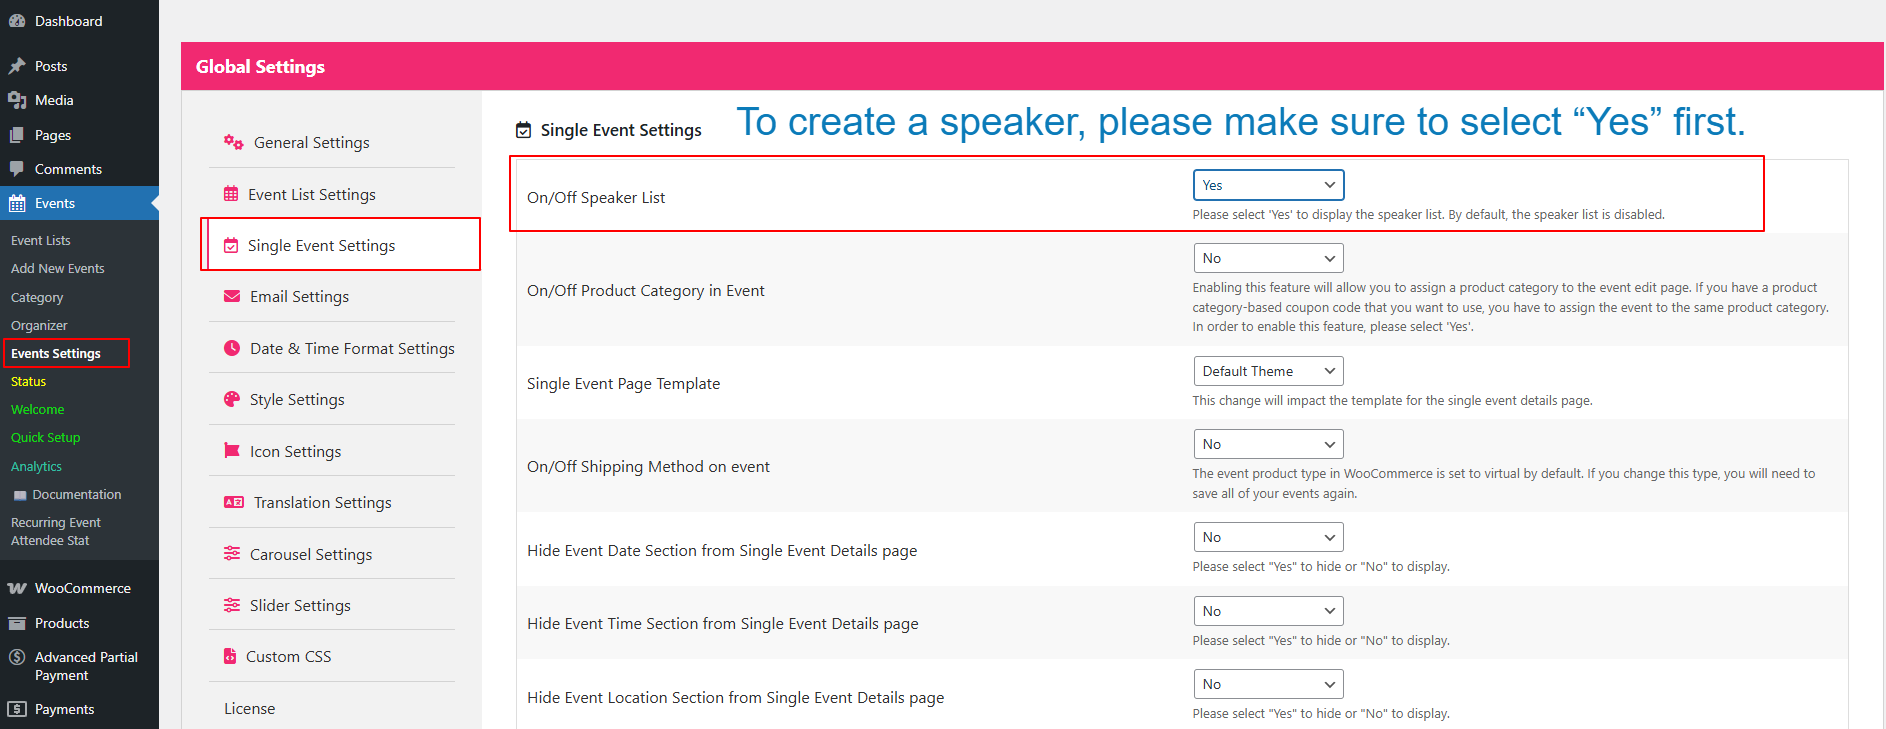 Dashboard
Posts
Media
Pages
Comments
Events
Event Lists
Add New Events
Category
Organizer
Events Settings
Status
Welcome
Quick Setup
Analytics
Documentation
Recurring Event
Attendee Stat
WooCommerce
Products
Advanced Partial
Payment
Payments
Global Settings
General Settings
Event List Settings
Single Event Settings
Email Settings
Date & Time Format Settings
Style Settings
Icon Settings
Translation Settings
Carousel Settings
Slider Settings
Custom CSS
License
Single Event Settings
To create a speaker, please make sure to select “Yes” first.
On/Off Speaker List
Yes
Please select 'Yes' to display the speaker list. By default, the speaker list is disabled.
On/Off Product Category in Event
No
Enabling this feature will allow you to assign a product category to the event edit page. If you have a product
category-based coupon code that you want to use, you have to assign the event to the same product category.
In order to enable this feature, please select 'Yes'.
Single Event Page Template
Default Theme
This change will impact the template for the single event details page.
On/Off Shipping Method on event
No
The event product type in WooCommerce is set to virtual by default. If you change this type, you will need to
save all of your events again.
Hide Event Date Section from Single Event Details page
No
Please select "Yes" to hide or "No" to display.
Hide Event Time Section from Single Event Details page
No
Please select "Yes" to hide or "No" to display.
Hide Event Location Section from Single Event Details page
No
Please select "Yes" to hide or "No" to display.